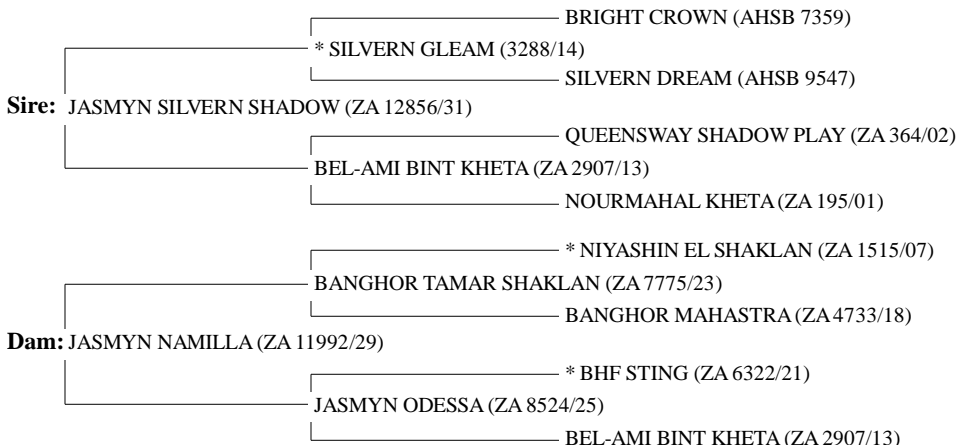 BRIGHT CROWN (AHSB 7359)
* SILVERN GLEAM (3288/14)
SILVERN DREAM (AHSB 9547)
Sire: JASMYN SILVERN SHADOW (ZA 12856/31)
QUEENSWAY SHADOW PLAY (ZA 364/02)
BEL-AMI BINT KHETA (ZA 2907/13)
NOURMAHAL KHETA (ZA 195/01)
* NIYASHIN EL SHAKLAN (ZA 1515/07)
BANGHOR TAMAR SHAKLAN (ZA 7775/23)
BANGHOR MAHASTRA (ZA 4733/18)
Dam: JASMYN NAMILLA (ZA 11992/29)
* BHF STING (ZA 6322/21)
JASMYN ODESSA (ZA 8524/25)
BEL-AMI BINT KHETA (ZA 2907/13)